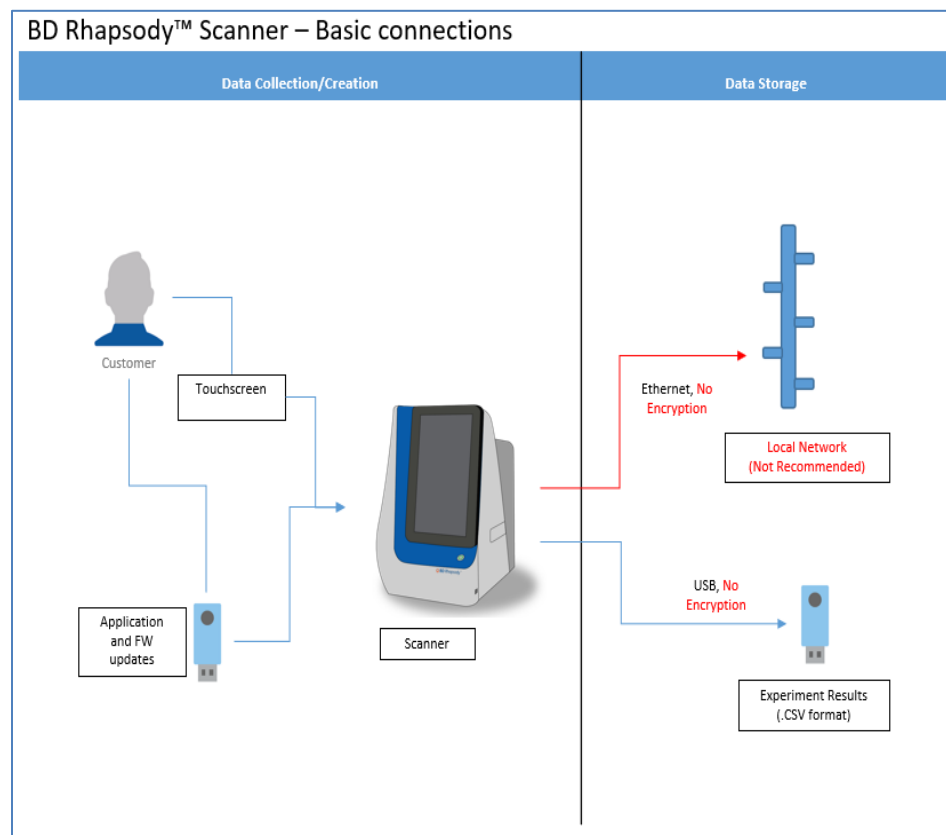 BD Rhapsody™ Scanner – Basic connections
Data Collection/Creation
Data Storage
Customer
Touchscreen
Ethernet, No
Encryption
Local Network
(Not Recommended)
USB, No
Encryption
Application
and FW
updates
Scanner
Experiment Results
(.CSV format)